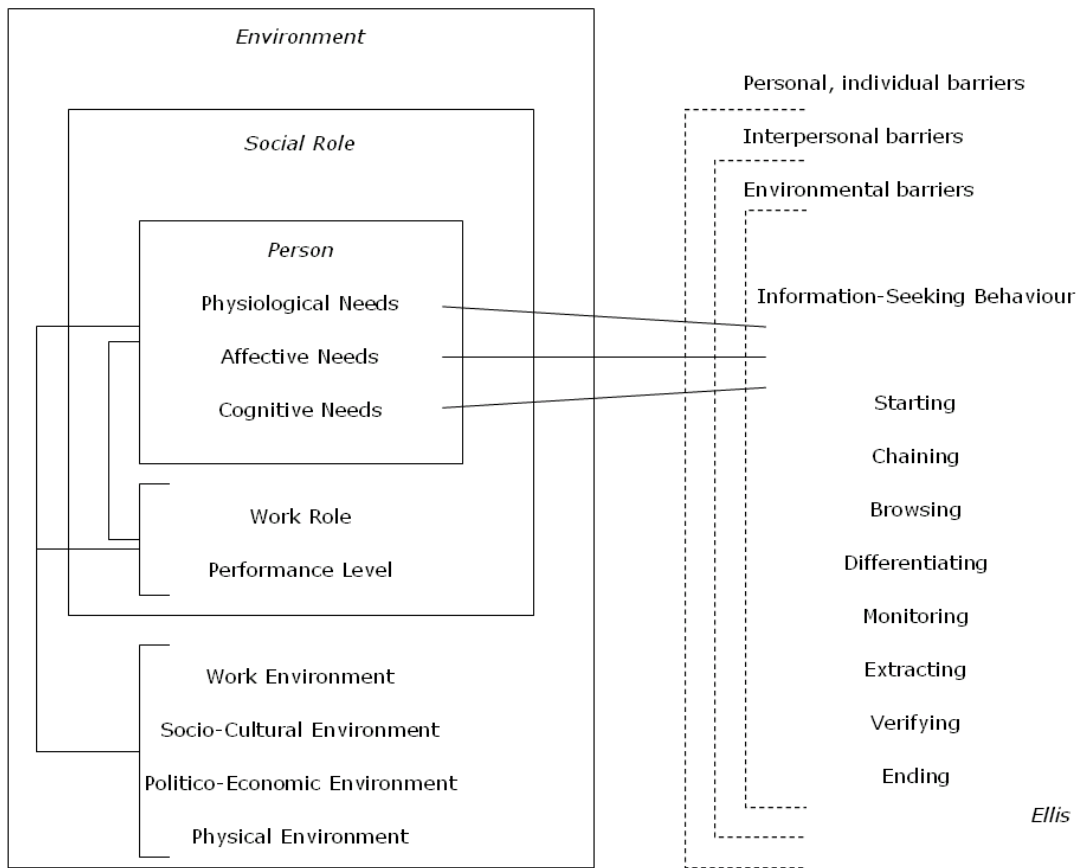 Environment
Social Role
Person
Physiological Needs
Affective Needs
Cognitive Needs
Work Role
Performance Level
Work Environment
Socio-Cultural Environment
Politico-Economic Environment
Physical Environment
Personal, individual barriers
Interpersonal barriers
Environmental barriers
Information-Seeking Behaviour
Starting
Chaining
Browsing
Differentiating
Monitoring
Extracting
Verifying
Ending
Ellis